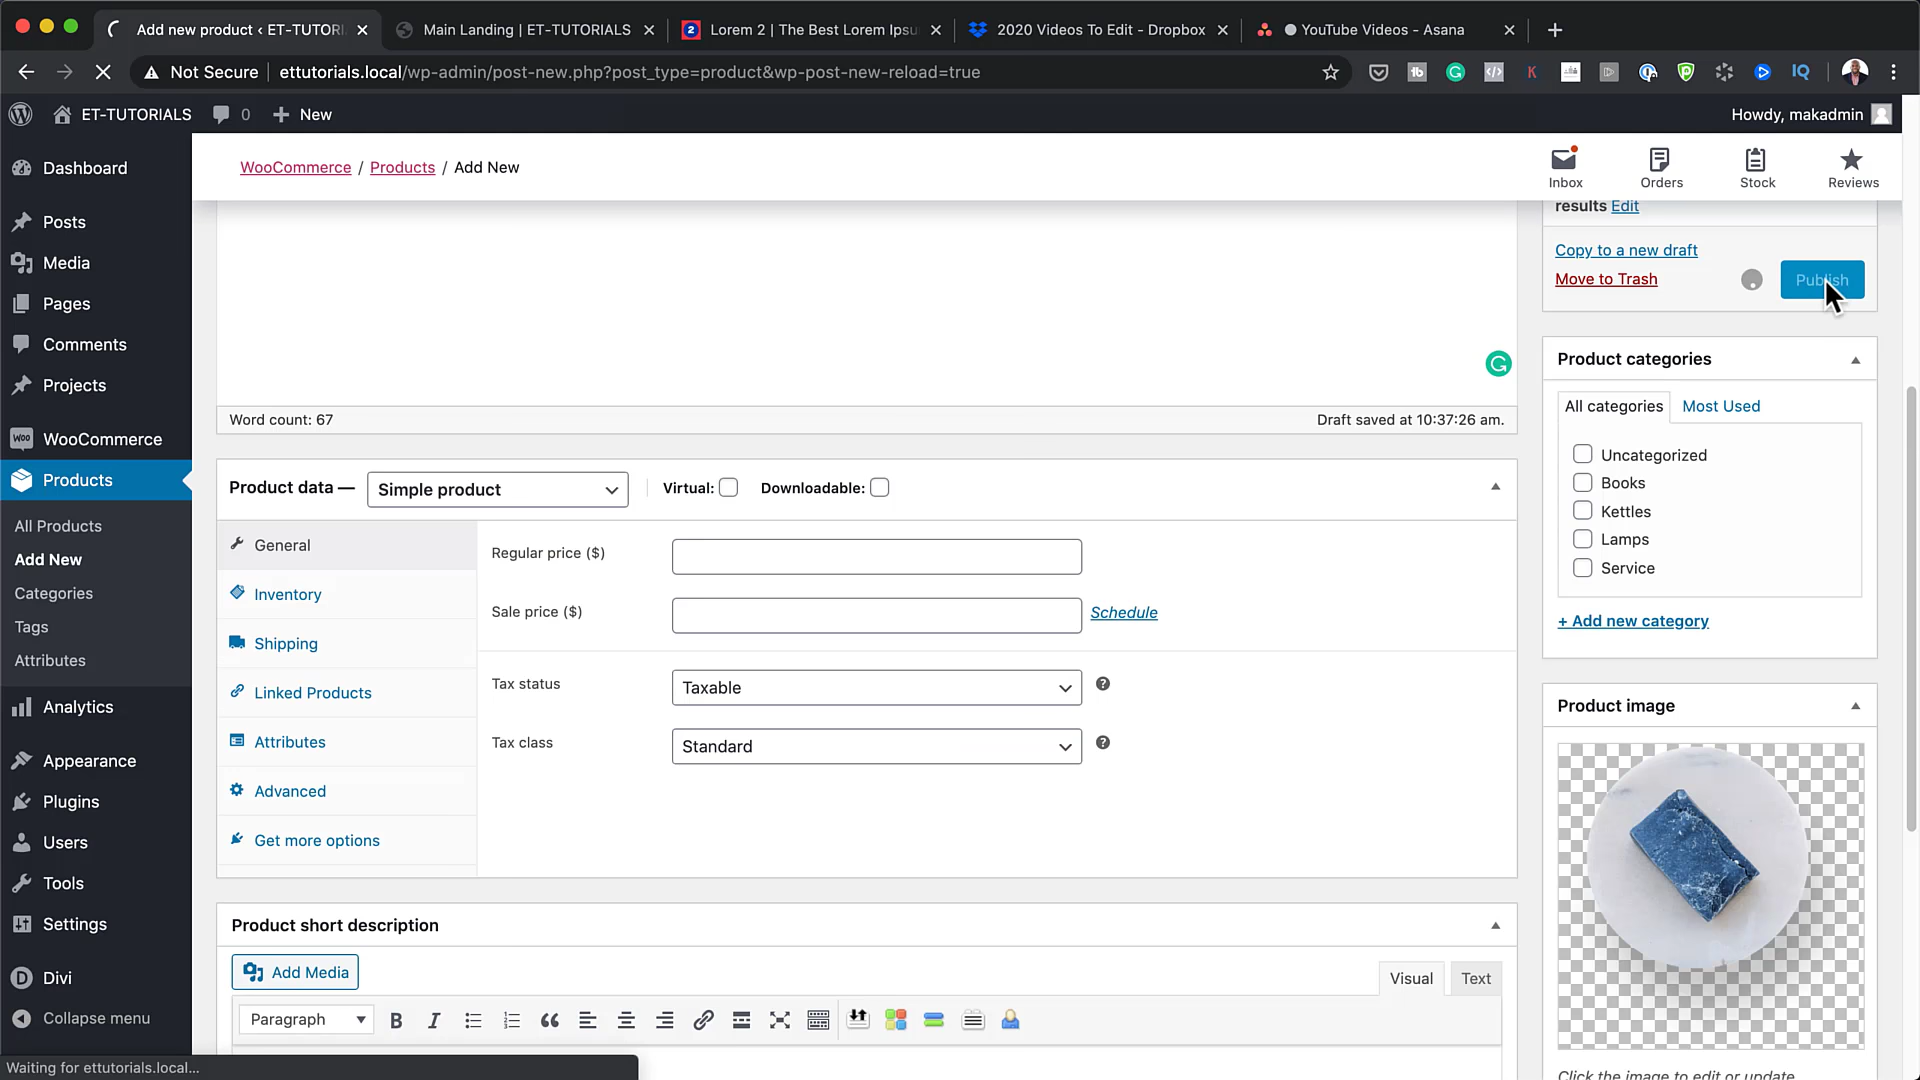 Add new product ‹ ET-TUTORI
Main Landing | ET-TUTORIALS
Lorem 2 | The Best Lorem Ipsu
2020 Videos To Edit - Dropbox
YouTube Videos - Asana
Not Secure
ettutorials.local/wp-admin/post-new.php?post_type=product&wp-post-new-reload=true
ET-TUTORIALS
0
New
Howdy, makadmin
Dashboard
Posts
Media
Pages
Comments
Projects
WooCommerce
Products
All Products
Add New
Categories
Tags
Attributes
Analytics
Appearance
Plugins
Users
Tools
Settings
Divi
Collapse menu
WooCommerce / Products / Add New
Inbox
Orders
Stock
Reviews
results Edit
Copy to a new draft
Move to Trash
Publish
Word count: 67
Draft saved at 10:37:26 am.
Product data —
Simple product
Virtual:
Downloadable:
General
Inventory
Shipping
Linked Products
Attributes
Advanced
Get more options
Regular price ($)
Sale price ($)
Schedule
Tax status
Taxable
Tax class
Standard
Product short description
Add Media
Visual
Text
Paragraph
Product categories
All categories
Most Used
Uncategorized
Books
Kettles
Lamps
Service
+ Add new category
Product image
Click the image to edit or update
Waiting for ettutorials.local...